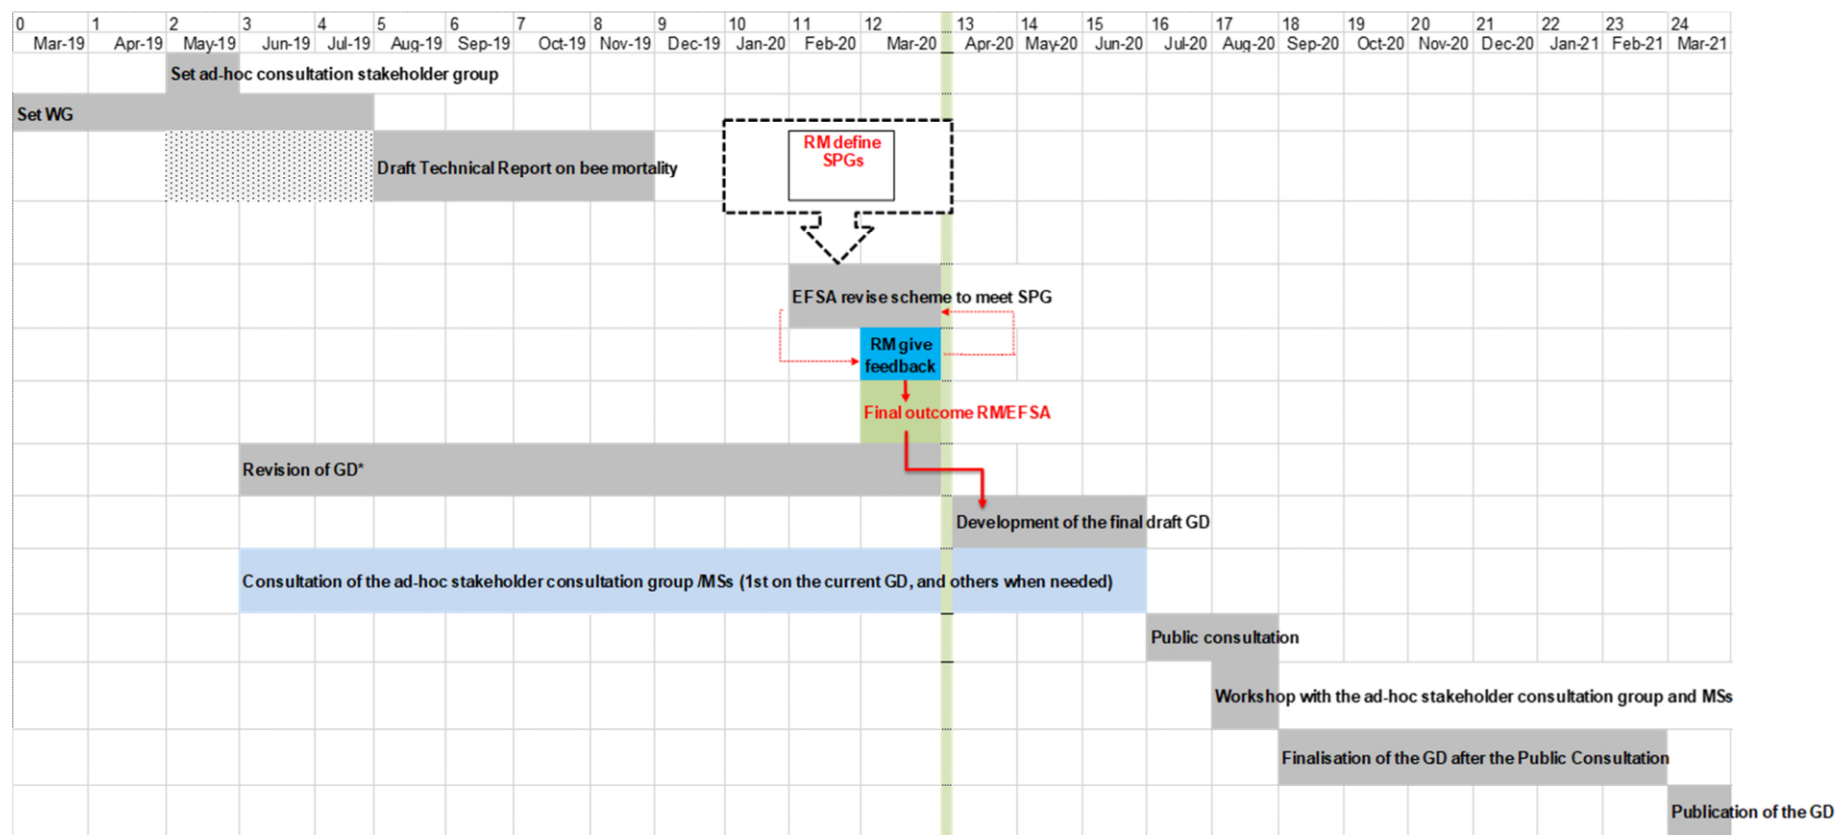 0 1 2 3 4 5 6 7 8 9 10 11 12 13 14 15 16 17 18 19 20 21 22 23 24
Mar-19 Apr-19 May-19 Jun-19 Jul-19 Aug-19 Sep-19 Oct-19 Nov-19 Dec-19 Jan-20 Feb-20 Mar-20 Apr-20 May-20 Jun-20 Jul-20 Aug-20 Sep-20 Oct-20 Nov-20 Dec-20 Jan-21 Feb-21 Mar-21
Set ad-hoc consultation stakeholder group
Set WG
RM define
SPGs
Draft Technical Report on bee mortality
EFSA revise scheme to meet SPG
RM give
feedback
Final outcome RM/EFSA
Revision of GD*
Development of the final draft GD
Consultation of the ad-hoc stakeholder consultation group /MSs (1st on the current GD, and others when needed)
Public consultation
Workshop with the ad-hoc stakeholder consultation group and MSs
Finalisation of the GD after the Public Consultation
Publication of the GD